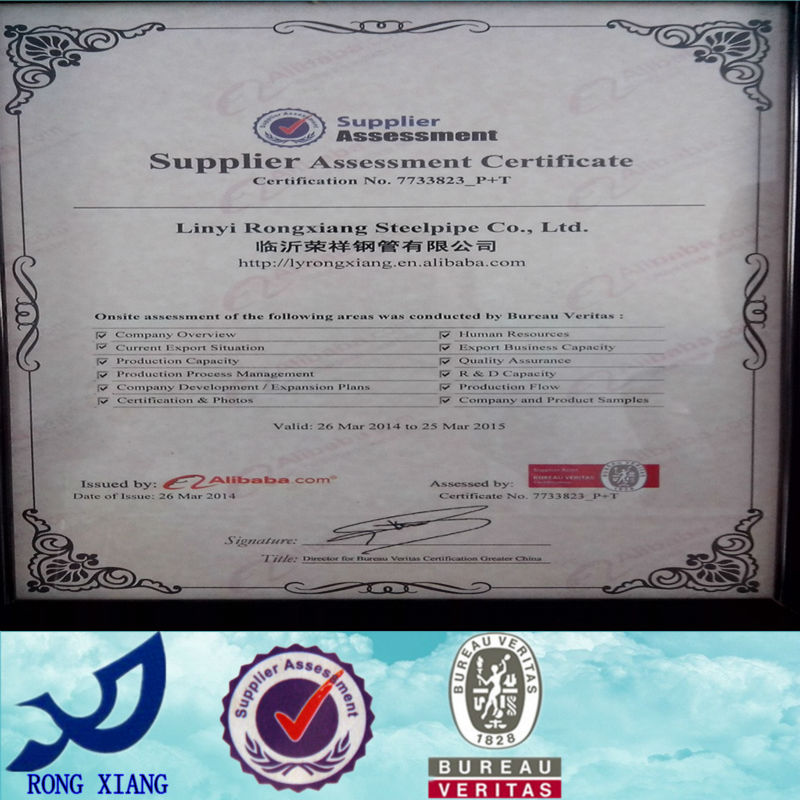 Supplier Assessment
Supplier
Assessment
Supplier Assessment Certificate
Certification No. 7733823_P+T
Linyi Rongxiang Steelpipe Co., Ltd.
临沂荣祥钢管有限公司
http://lyrongxiang.en.alibaba.com
Onsite assessment of the following areas was conducted by Bureau Veritas :
Company Overview Human Resources
Current Export Situation Export Business Capacity
Production Capacity Quality Assurance
Production Process Management R & D Capacity
Company Development / Expansion Plans Production Flow
Certification & Photos Company and Product Samples
Valid: 26 Mar 2014 to 25 Mar 2015
Issued by: Alibaba.com Assessed by: BUREAU VERITAS
Date of Issue: 26 Mar 2014 Certificate No. 7733823_P+T
Signature:
Title: Director for Bureau Veritas Certification Greater China
RONG XIANG
Supplier Assessment
BUREAU VERITAS
1828
BUREAU
VERITAS